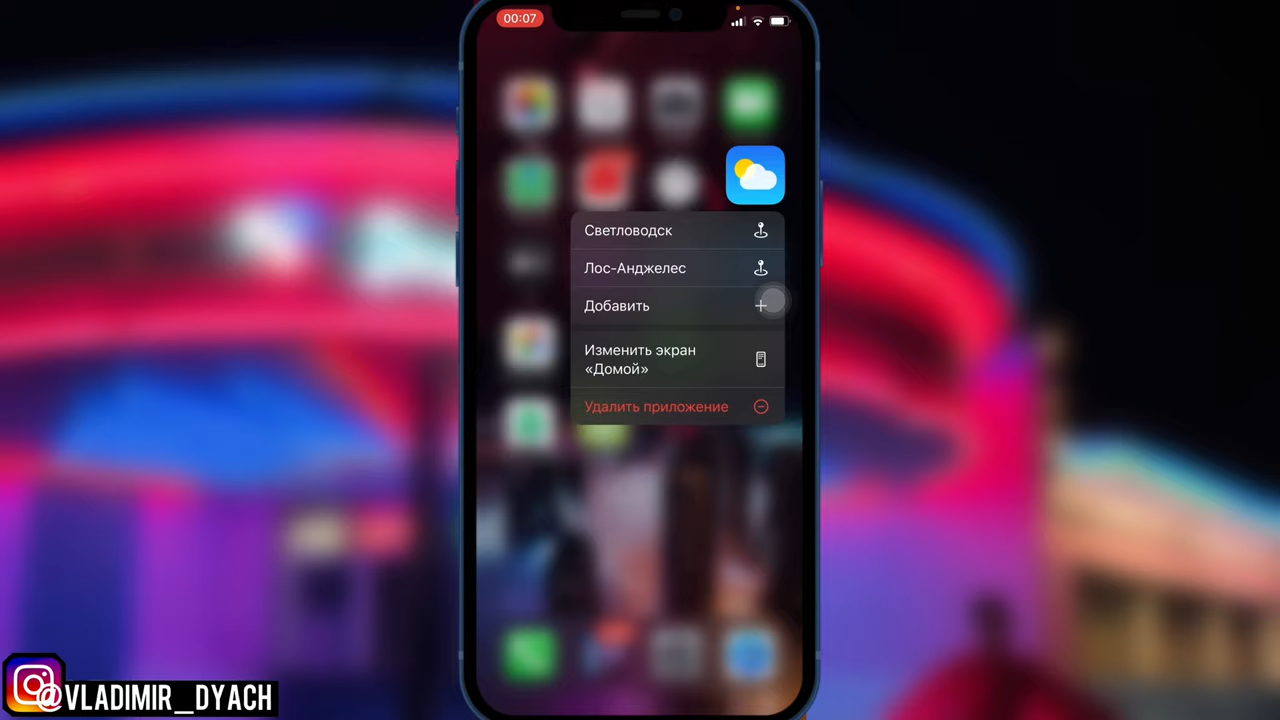 00:07
Светловодск
Лос-Анджелес
Добавить
Изменить экран
«Домой»
Удалить приложение
@VLADIMIR_DYACH